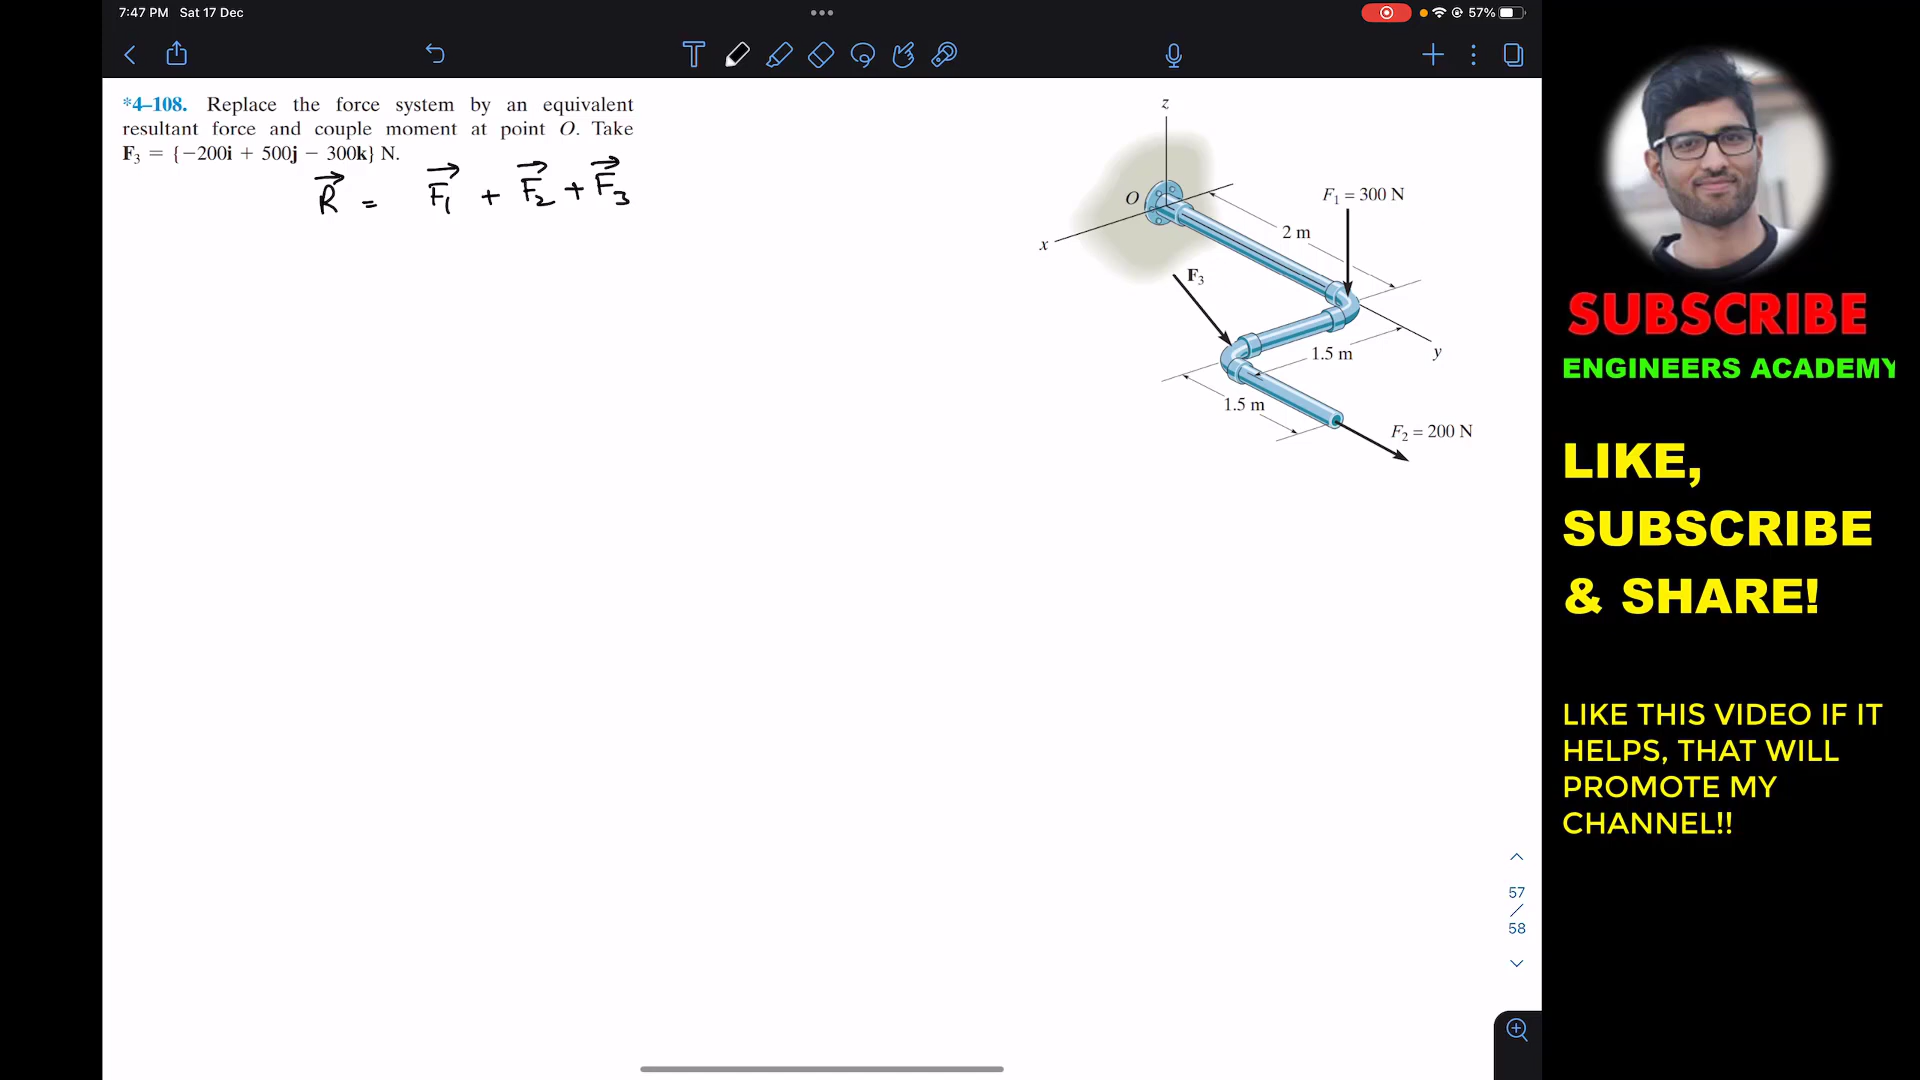 7:47 PM Sat 17 Dec
57%
*4–108. Replace the force system by an equivalent
resultant force and couple moment at point O. Take
F3 = {−200i + 500j − 300k} N.
R = F1 + F2 + F3
z
O
x
F1 = 300 N
2 m
F3
1.5 m
y
1.5 m
F2 = 200 N
SUBSCRIBE
ENGINEERS ACADEMY
LIKE,
SUBSCRIBE
& SHARE!
LIKE THIS VIDEO IF IT
HELPS, THAT WILL
PROMOTE MY
CHANNEL!!
57
/
58